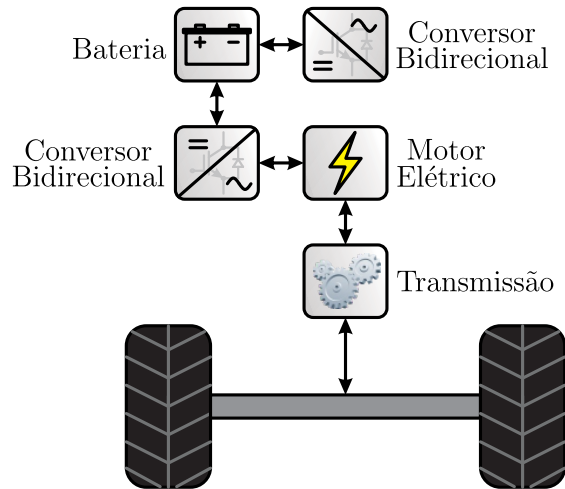 Bateria
Conversor
Bidirecional
Conversor
Bidirecional
Motor
Elétrico
Transmissão